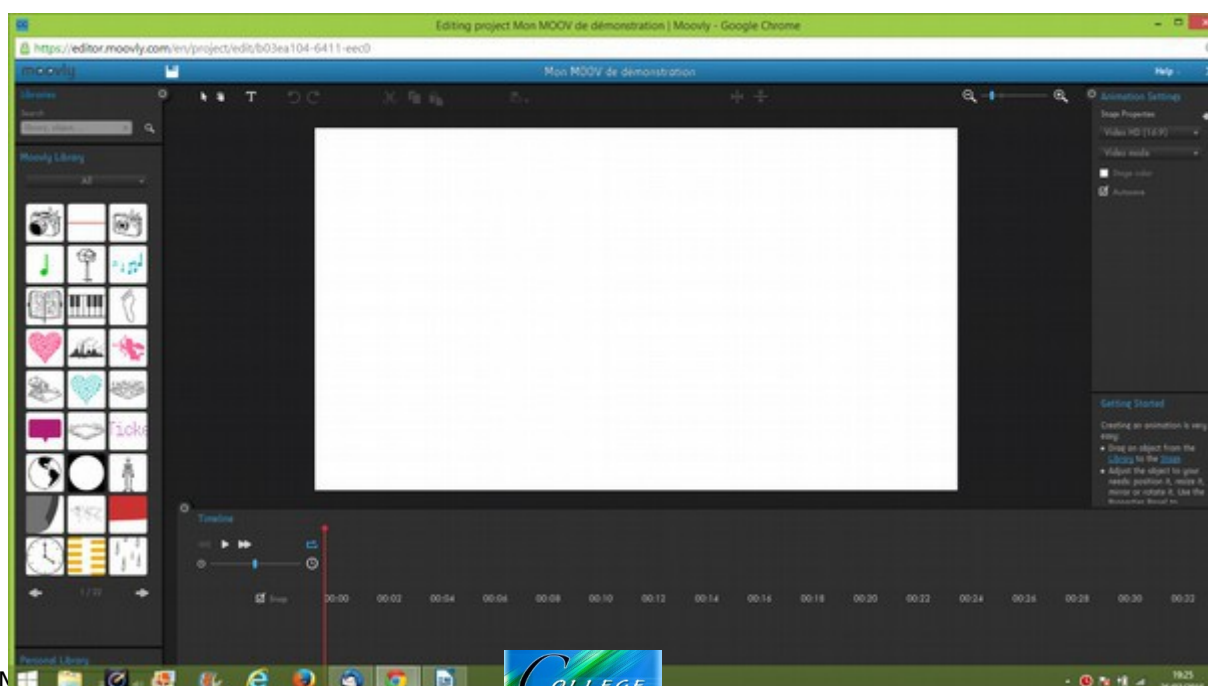 Editing project Mon MOOV de démonstration | Moovly - Google Chrome
https://editor.moovly.com/en/project/edit/b03ea104-6411-eec0
moovly
Mon MOOV de démonstration
Help
Libraries
Search
Moovly Library
All
Ticke
1/22
Personal Library
T
Animation Settings
Stage Properties
Video HD (16:9)
Video mode
Stage color
Autosave
Getting Started
Creating an animation is very
easy:
Drag an object from the
Library to the Stage.
Adjust the object to your
needs: position it, resize it,
mirror or rotate it. Use the
Timeline
Snap
00:00 00:02 00:04 00:06 00:08 00:10 00:12 00:14 00:16 00:18 00:20 00:22 00:24 00:26 00:28 00:30 00:32
COLLEGE
19:25